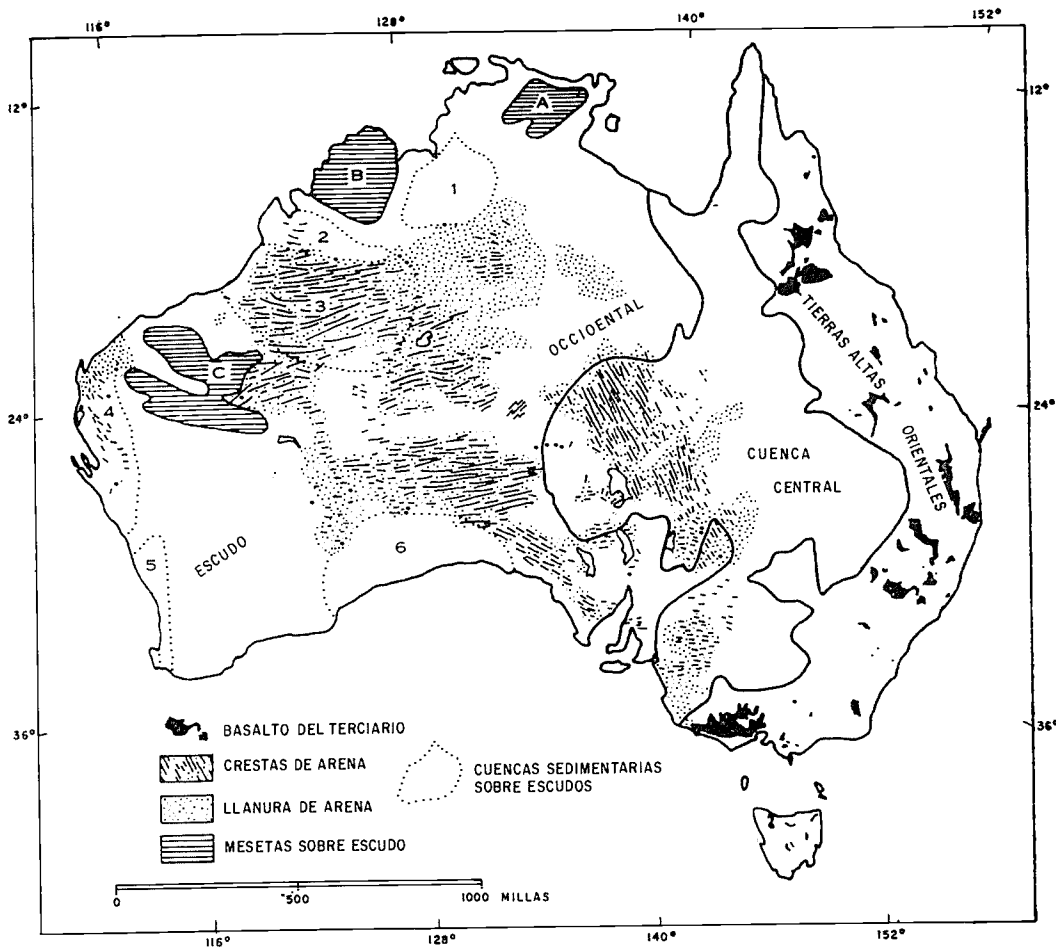 116°
128°
140°
152°
12°
12°
A
B
1
2
3
OCCIDENTAL
TIERRAS ALTAS
ORIENTALES
C
4
24°
24°
CUENCA
CENTRAL
6
5
ESCUDO
36°
36°
BASALTO DEL TERCIARIO
CRESTAS DE ARENA
CUENCAS SEDIMENTARIAS
SOBRE ESCUDOS
LLANURA DE ARENA
MESETAS SOBRE ESCUDO
0 500 1000 MILLAS
116°
128°
140°
152°